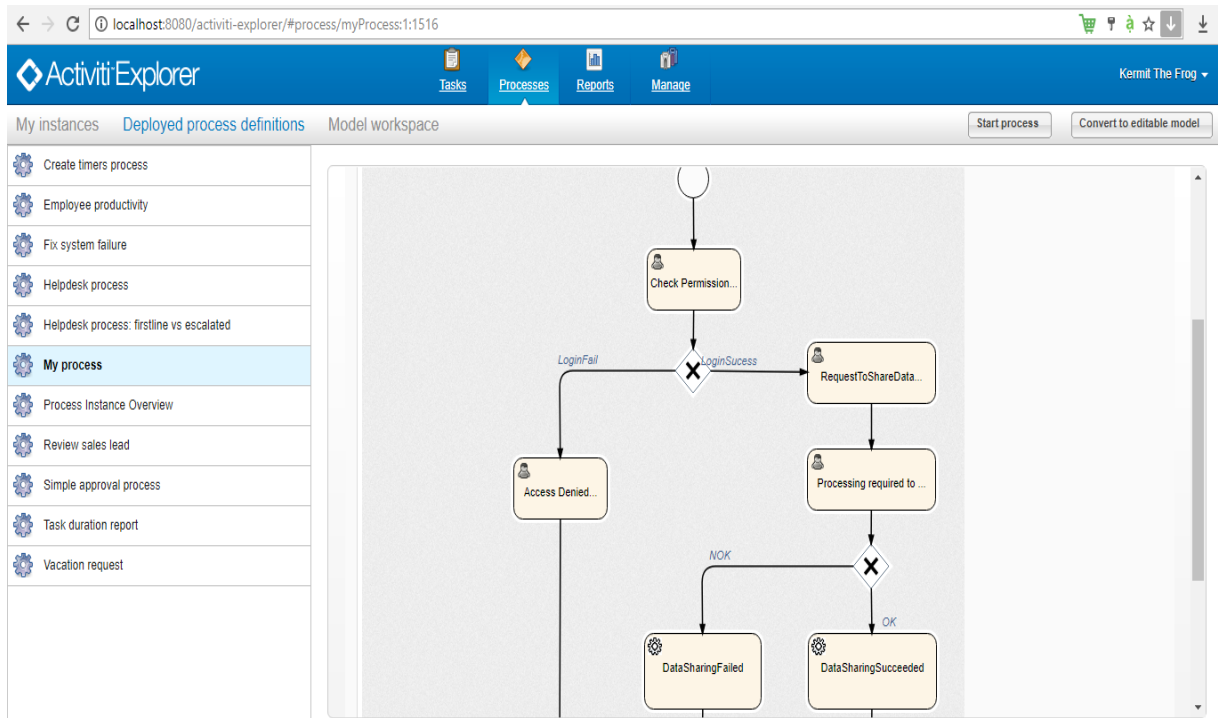 localhost:8080/activiti-explorer/#process/myProcess:1:1516
à
Activiti Explorer
Tasks
Processes
Reports
Manage
Kermit The Frog
My instances
Deployed process definitions
Model workspace
Start process
Convert to editable model
Create timers process
Employee productivity
Fix system failure
Helpdesk process
Helpdesk process: firstline vs escalated
My process
Process Instance Overview
Review sales lead
Simple approval process
Task duration report
Vacation request
Check Permission...
LoginFail
LoginSucess
RequestToShareData...
Access Denied...
Processing required to ...
NOK
OK
DataSharingFailed
DataSharingSucceeded